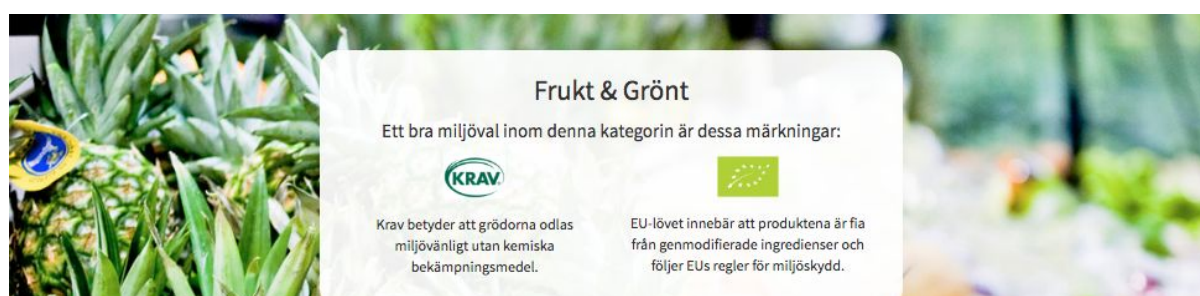 Frukt & Grönt
Ett bra miljöval inom denna kategorin är dessa märkningar:
KRAV
Krav betyder att grödorna odlas
miljövänligt utan kemiska
bekämpningsmedel.
EU-lövet innebär att produktena är fia
från genmodifierade ingredienser och
följer EUs regler för miljöskydd.